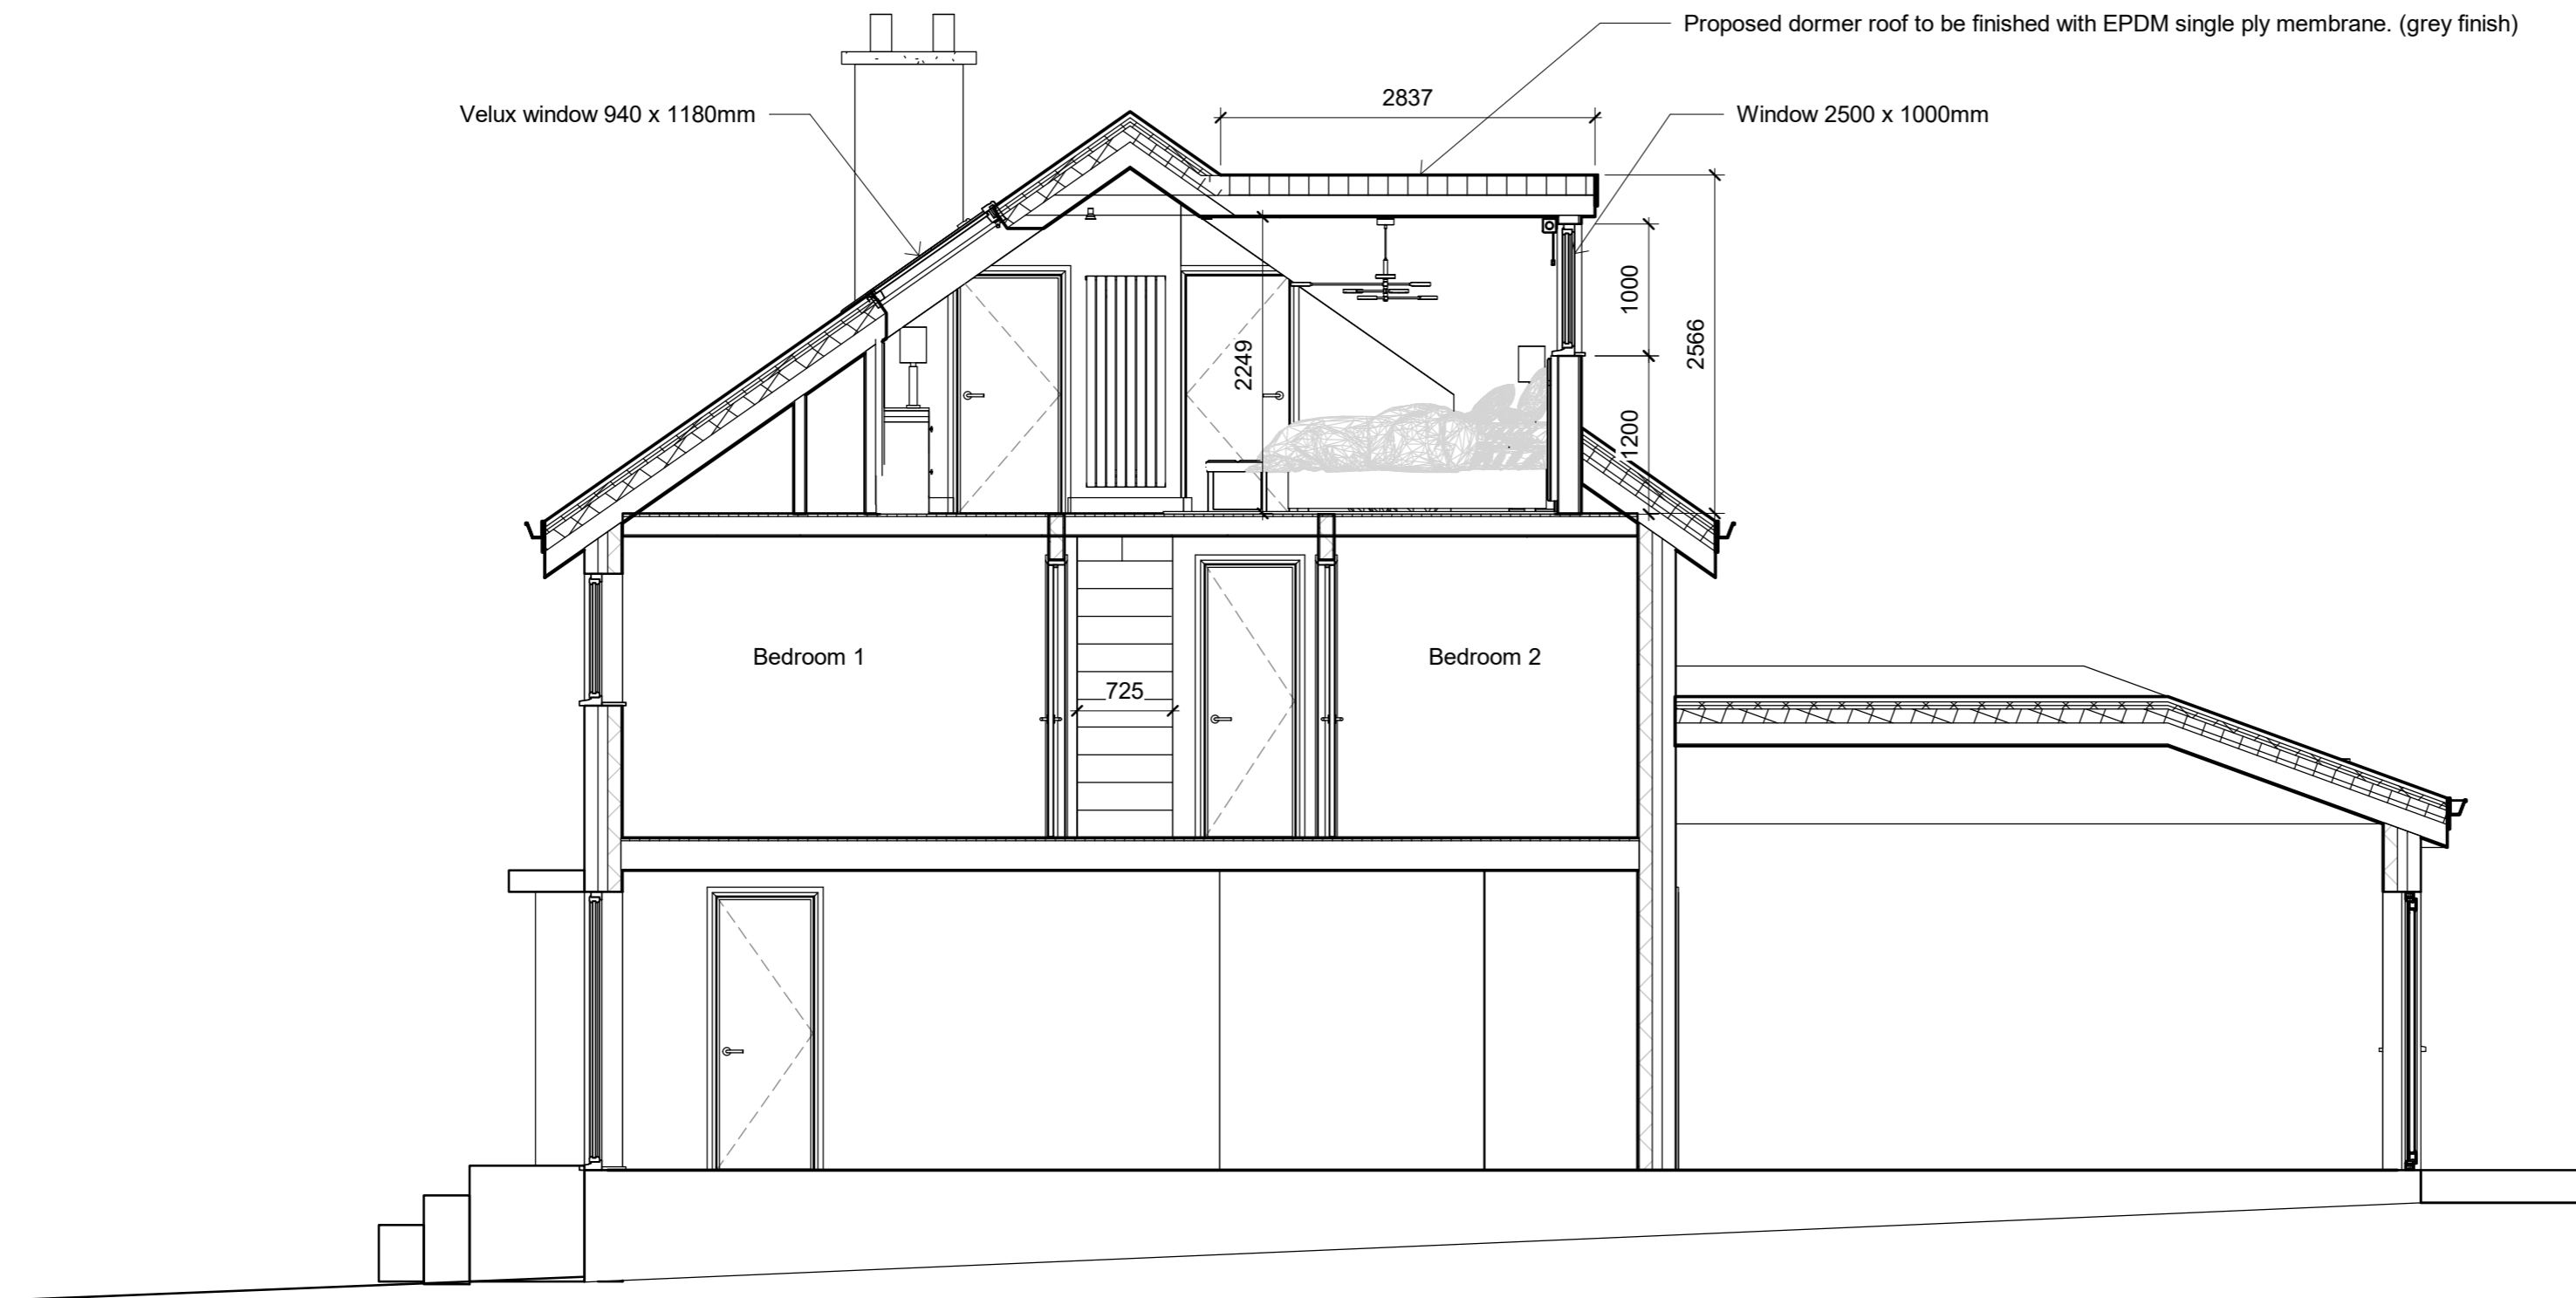 Proposed dormer roof to be finished with EPDM single ply membrane. (grey finish)
Velux window 940 x 1180mm
2837
Window 2500 x 1000mm
1000
2566
2249
1200
Bedroom 1
725
Bedroom 2